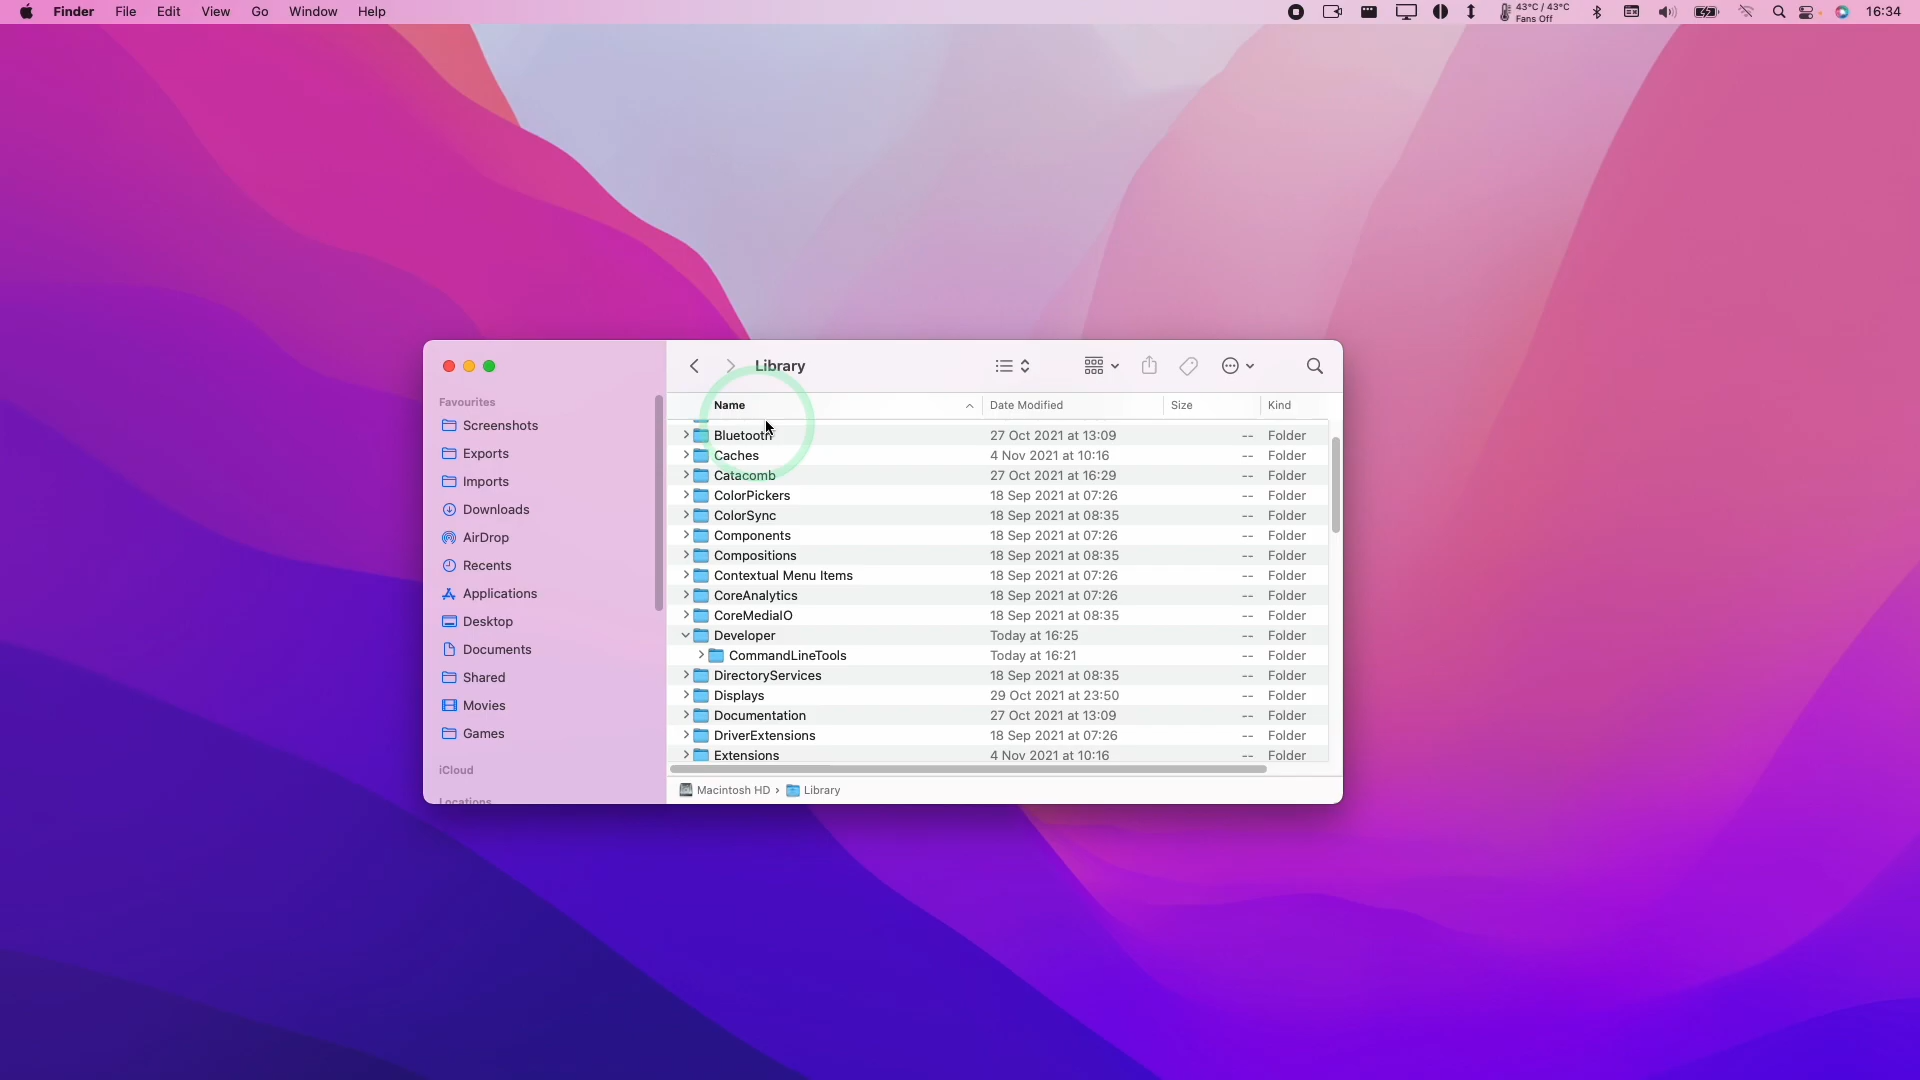 Finder File Edit View Go Window Help
43°C / 43°C
Fans Off
16:34
Library
Favourites
Screenshots
Exports
Imports
Downloads
AirDrop
Recents
Applications
Desktop
Documents
Shared
Movies
Games
iCloud
Locations
Name Date Modified Size Kind
Bluetooth 27 Oct 2021 at 13:09 -- Folder
Caches 4 Nov 2021 at 10:16 -- Folder
Catacomb 27 Oct 2021 at 16:29 -- Folder
ColorPickers 18 Sep 2021 at 07:26 -- Folder
ColorSync 18 Sep 2021 at 08:35 -- Folder
Components 18 Sep 2021 at 07:26 -- Folder
Compositions 18 Sep 2021 at 08:35 -- Folder
Contextual Menu Items 18 Sep 2021 at 07:26 -- Folder
CoreAnalytics 18 Sep 2021 at 07:26 -- Folder
CoreMediaIO 18 Sep 2021 at 08:35 -- Folder
Developer Today at 16:25 -- Folder
CommandLineTools Today at 16:21 -- Folder
DirectoryServices 18 Sep 2021 at 08:35 -- Folder
Displays 29 Oct 2021 at 23:50 -- Folder
Documentation 27 Oct 2021 at 13:09 -- Folder
DriverExtensions 18 Sep 2021 at 07:26 -- Folder
Extensions 4 Nov 2021 at 10:16 -- Folder
Macintosh HD › Library